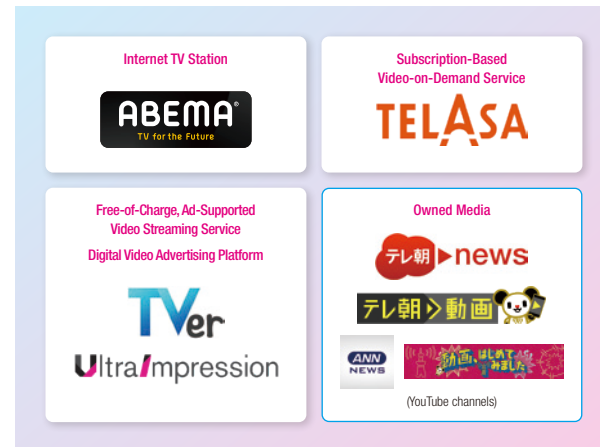 Internet TV Station
ABEMA®
TV for the Future
Subscription-Based
Video-on-Demand Service
TELASA
Free-of-Charge, Ad-Supported
Video Streaming Service
Digital Video Advertising Platform
TVer
UltraImpression
Owned Media
テレ朝news
テレ朝動画
ANN
NEWS
動画、はじめて
みました
(YouTube channels)